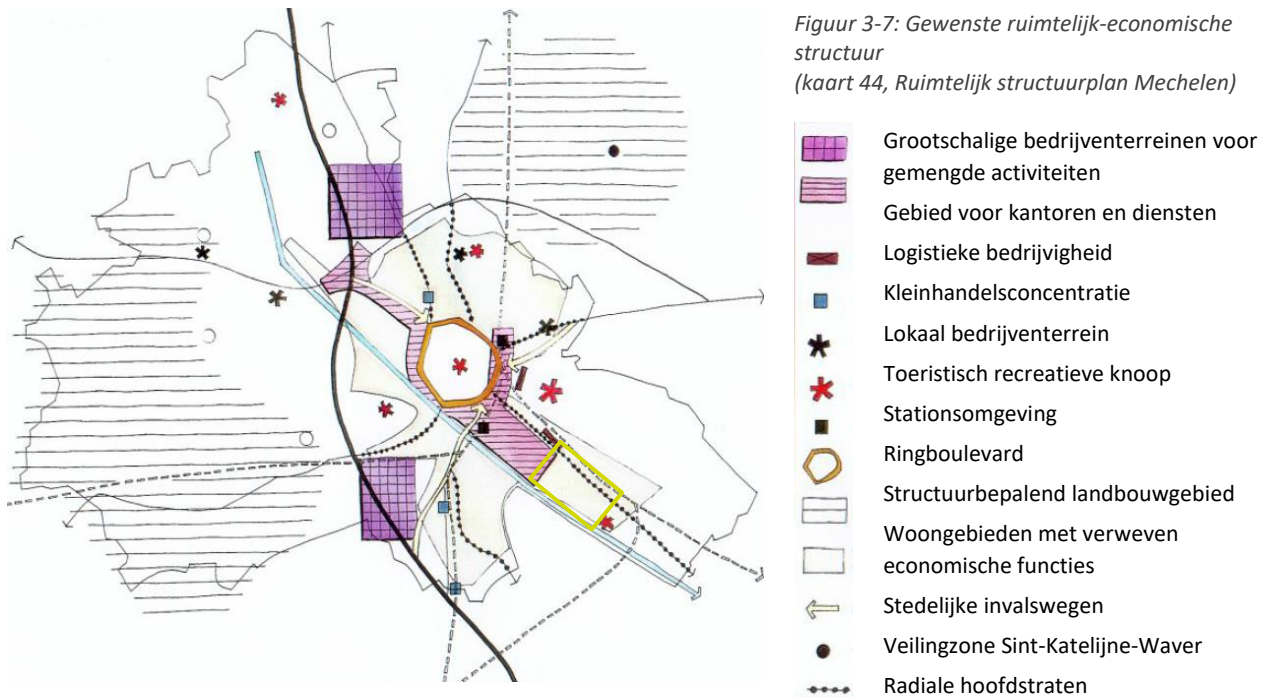 Figuur 3-7: Gewenste ruimtelijk-economische
structuur
(kaart 44, Ruimtelijk structuurplan Mechelen)
Grootschalige bedrijventerreinen voor
gemengde activiteiten
Gebied voor kantoren en diensten
Logistieke bedrijvigheid
Kleinhandelsconcentratie
Lokaal bedrijventerrein
Toeristisch recreatieve knoop
Stationsomgeving
Ringboulevard
Structuurbepalend landbouwgebied
Woongebieden met verweven
economische functies
Stedelijke invalswegen
Veilingzone Sint-Katelijne-Waver
Radiale hoofdstraten